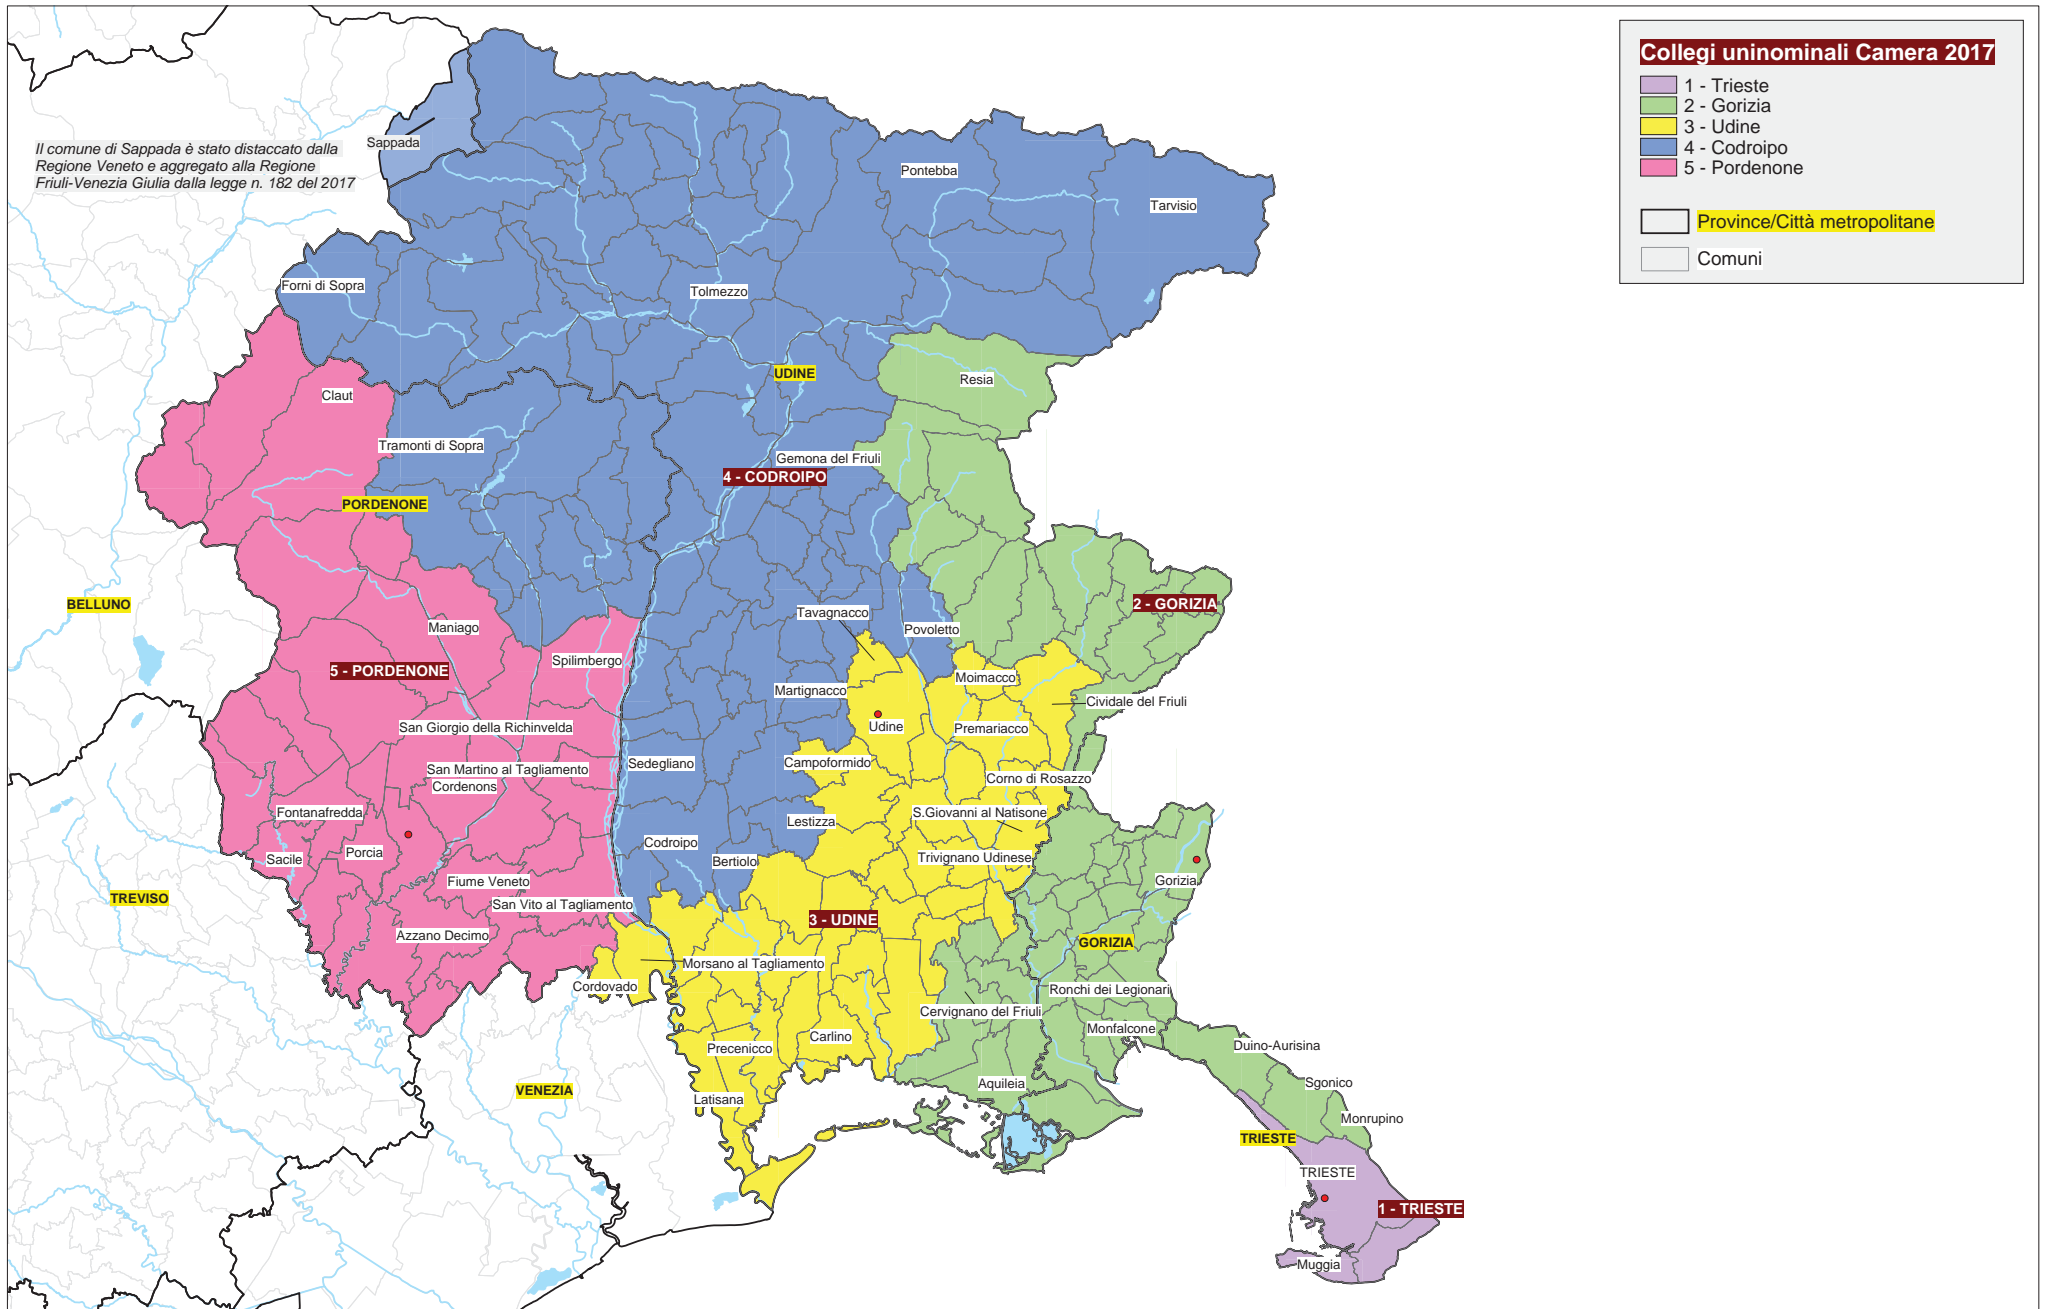 Collegi uninominali Camera 2017
1 - Trieste
2 - Gorizia
3 - Udine
4 - Codroipo
5 - Pordenone
Province/Città metropolitane
Comuni
Sappada
Il comune di Sappada è stato distaccato dalla
Regione Veneto e aggregato alla Regione
Friuli-Venezia Giulia dalla legge n. 182 del 2017
Pontebba
Tarvisio
Forni di Sopra
Tolmezzo
UDINE
Resia
Claut
Tramonti di Sopra
Gemona del Friuli
4 - CODROIPO
PORDENONE
BELLUNO
2 - GORIZIA
Tavagnacco
Maniago
Povoletto
Spilimbergo
5 - PORDENONE
Moimacco
Martignacco
Cividale del Friuli
San Giorgio della Richinvelda
Udine
Premariacco
Sedegliano
Campoformido
San Martino al Tagliamento
Corno di Rosazzo
Cordenons
Fontanafredda
S.Giovanni al Natisone
Lestizza
Codroipo
Porcia
Sacile
Bertiolo
Trivignano Udinese
Fiume Veneto
Gorizia
TREVISO
San Vito al Tagliamento
3 - UDINE
Azzano Decimo
GORIZIA
Morsano al Tagliamento
Cordovado
Ronchi dei Legionari
Cervignano del Friuli
Monfalcone
Carlino
Precenicco
Duino-Aurisina
Aquileia
Sgonico
VENEZIA
Latisana
Monrupino
TRIESTE
TRIESTE
1 - TRIESTE
Muggia